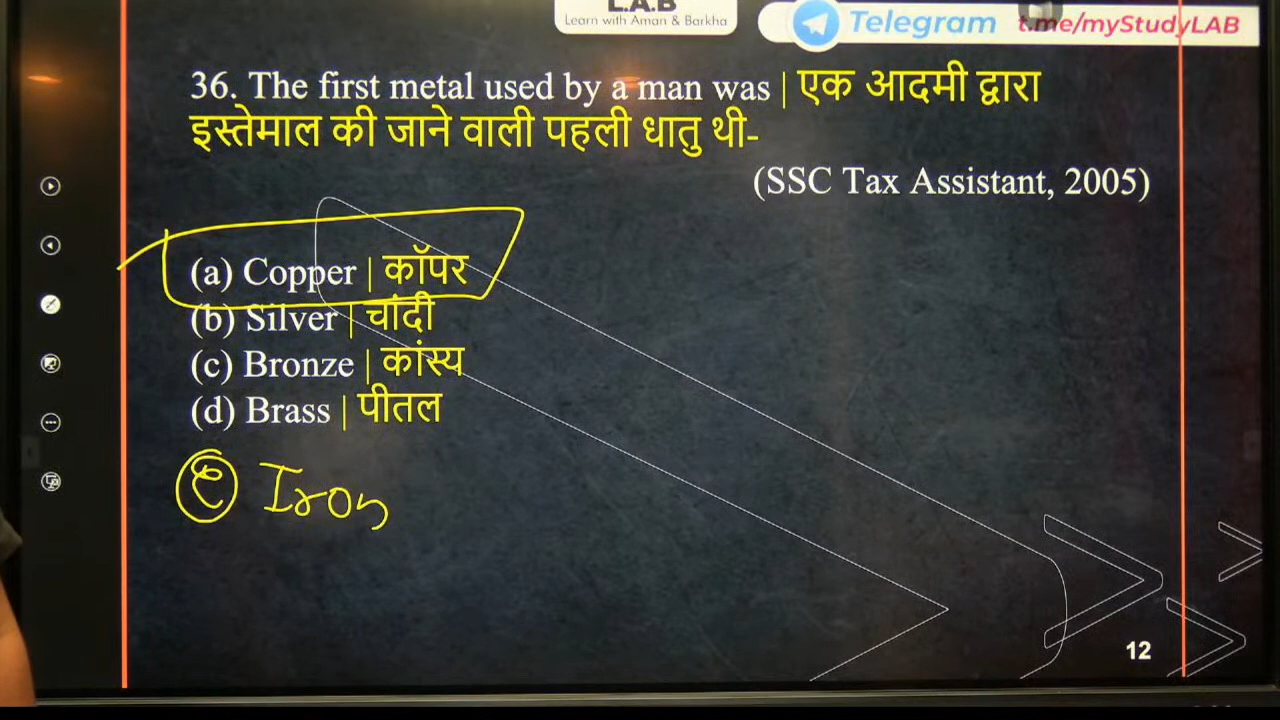 L.A.B
Learn with Aman & Barkha
Telegram t.me/myStudyLAB
36. The first metal used by a man was | एक आदमी द्वारा
इस्तेमाल की जाने वाली पहली धातु थी-
(SSC Tax Assistant, 2005)
(a) Copper | कॉपर
(b) Silver | चांदी
(c) Bronze | कांस्य
(d) Brass | पीतल
(e) Iron
12